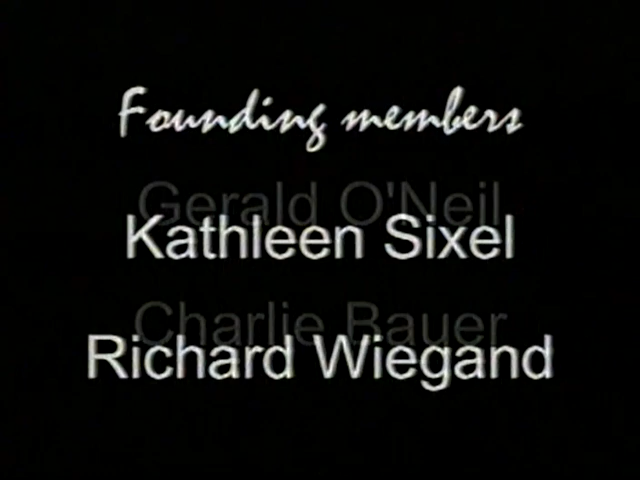 Founding members
Gerald O'Neil
Kathleen Sixel
Charlie Bauer
Richard Wiegand